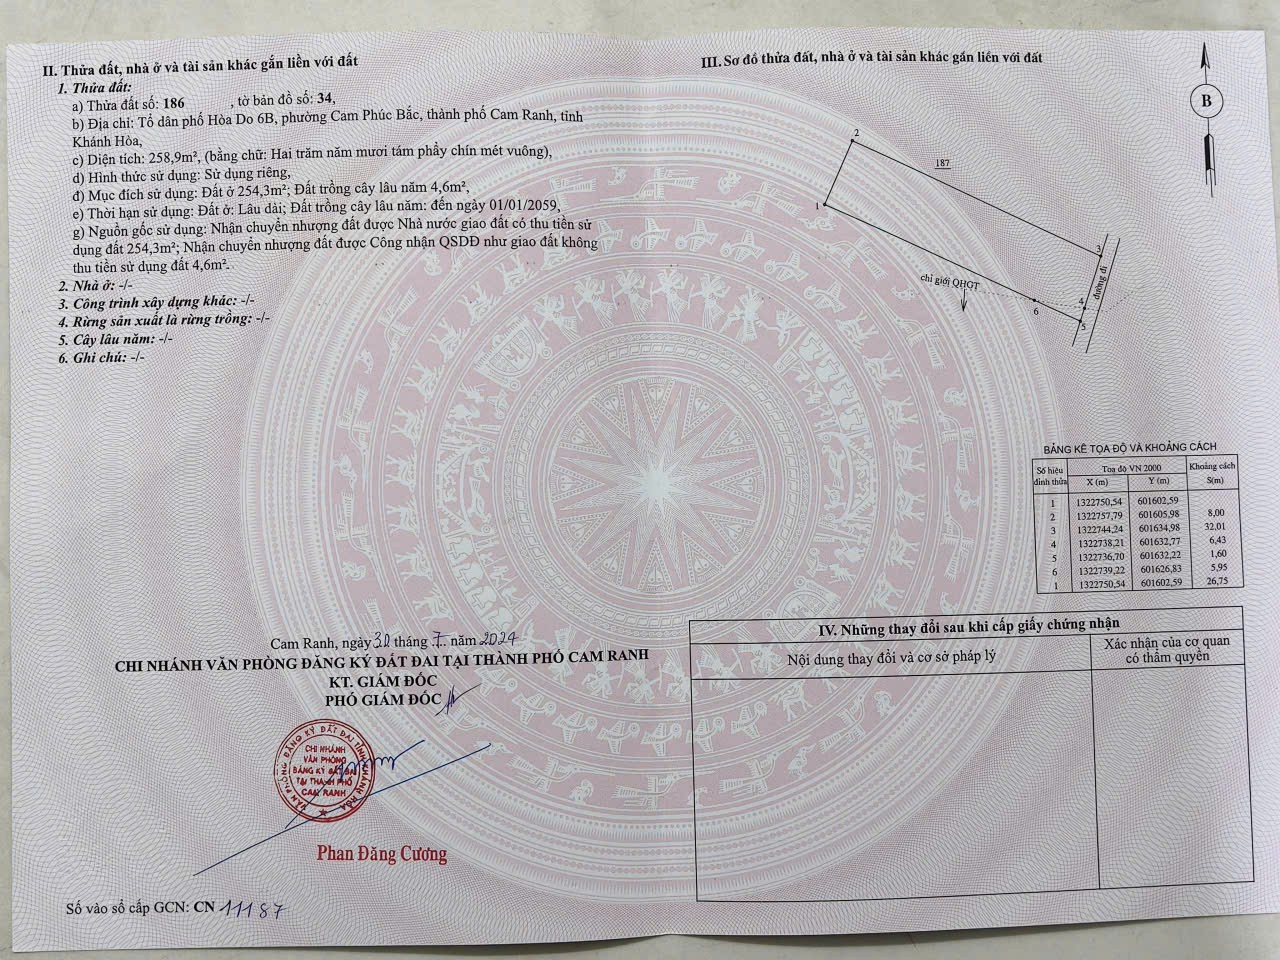 II. Thửa đất, nhà ở và tài sản khác gắn liền với đất
1. Thửa đất:
a) Thửa đất số: 186 , tờ bản đồ số: 34,
b) Địa chỉ: Tổ dân phố Hòa Do 6B, phường Cam Phúc Bắc, thành phố Cam Ranh, tỉnh
Khánh Hòa,
c) Diện tích: 258,9m², (bằng chữ: Hai trăm năm mươi tám phẩy chín mét vuông),
d) Hình thức sử dụng: Sử dụng riêng,
đ) Mục đích sử dụng: Đất ở 254,3m²; Đất trồng cây lâu năm 4,6m²,
e) Thời hạn sử dụng: Đất ở: Lâu dài; Đất trồng cây lâu năm: đến ngày 01/01/2059,
g) Nguồn gốc sử dụng: Nhận chuyển nhượng đất được Nhà nước giao đất có thu tiền sử
dụng đất 254,3m²; Nhận chuyển nhượng đất được Công nhận QSDĐ như giao đất không
thu tiền sử dụng đất 4,6m².
2. Nhà ở: -/-
3. Công trình xây dựng khác: -/-
4. Rừng sản xuất là rừng trồng: -/-
5. Cây lâu năm: -/-
6. Ghi chú: -/-
Cam Ranh, ngày 30 tháng 7 năm 2024
CHI NHÁNH VĂN PHÒNG ĐĂNG KÝ ĐẤT ĐAI TẠI THÀNH PHỐ CAM RANH
KT. GIÁM ĐỐC
PHÓ GIÁM ĐỐC
VĂN PHÒNG ĐĂNG KÝ ĐẤT ĐAI TỈNH KHÁNH HÒA
CHI NHÁNH
VĂN PHÒNG
ĐĂNG KÝ ĐẤT ĐAI
TẠI THÀNH PHỐ
CAM RANH
Phan Đăng Cương
Số vào sổ cấp GCN: CN 11187
III. Sơ đồ thửa đất, nhà ở và tài sản khác gắn liền với đất
B
2
187
1
3
chỉ giới QHGT
đường đi
4
6
5
BẢNG KÊ TỌA ĐỘ VÀ KHOẢNG CÁCH
Số hiệu đỉnh thửa Toạ độ VN 2000 Khoảng cách
X (m) Y (m) S(m)
1 1322750,54 601602,59
8,00
2 1322757,79 601605,98
32,01
3 1322744,24 601634,98
6,43
4 1322738,21 601632,77
1,60
5 1322736,70 601632,22
5,95
6 1322739,22 601626,83
26,75
1 1322750,54 601602,59
IV. Những thay đổi sau khi cấp giấy chứng nhận
Nội dung thay đổi và cơ sở pháp lý
Xác nhận của cơ quan
có thẩm quyền